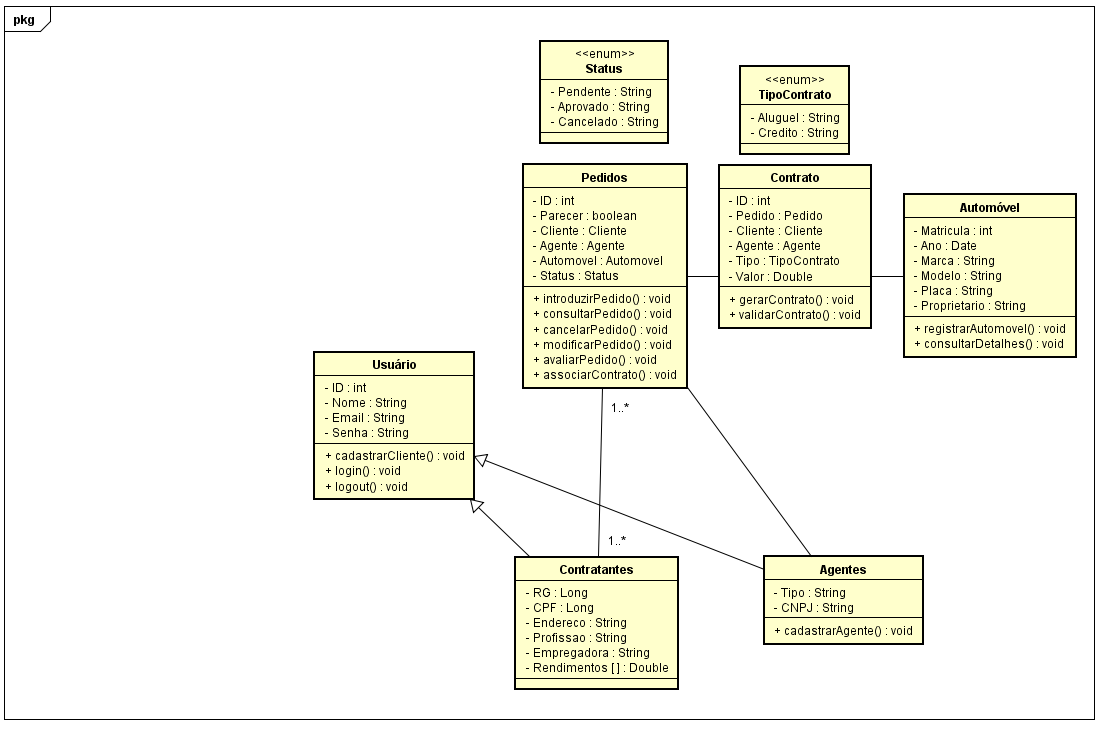 pkg
<<enum>>
Status
- Pendente : String
- Aprovado : String
- Cancelado : String
<<enum>>
TipoContrato
- Aluguel : String
- Credito : String
Pedidos
- ID : int
- Parecer : boolean
- Cliente : Cliente
- Agente : Agente
- Automovel : Automovel
- Status : Status
+ introduzirPedido() : void
+ consultarPedido() : void
+ cancelarPedido() : void
+ modificarPedido() : void
+ avaliarPedido() : void
+ associarContrato() : void
Contrato
- ID : int
- Pedido : Pedido
- Cliente : Cliente
- Agente : Agente
- Tipo : TipoContrato
- Valor : Double
+ gerarContrato() : void
+ validarContrato() : void
Automóvel
- Matricula : int
- Ano : Date
- Marca : String
- Modelo : String
- Placa : String
- Proprietario : String
+ registrarAutomovel() : void
+ consultarDetalhes() : void
Usuário
- ID : int
- Nome : String
- Email : String
- Senha : String
+ cadastrarCliente() : void
+ login() : void
+ logout() : void
1..*
1..*
Contratantes
- RG : Long
- CPF : Long
- Endereco : String
- Profissao : String
- Empregadora : String
- Rendimentos [ ] : Double
Agentes
- Tipo : String
- CNPJ : String
+ cadastrarAgente() : void